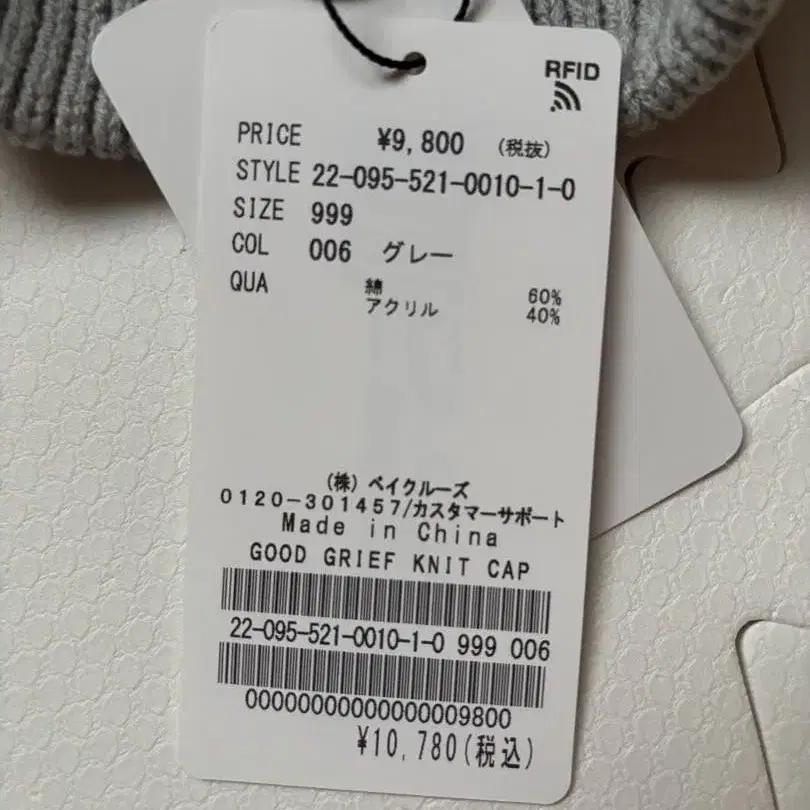 RFID
PRICE ¥9,800 (税抜)
STYLE 22-095-521-0010-1-0
SIZE 999
COL 006 グレー
QUA 綿 60%
アクリル 40%
(株) ベイクルーズ
0120-301457/カスタマーサポート
Made in China
GOOD GRIEF KNIT CAP
22-095-521-0010-1-0 999 006
00000000000000009800
¥10,780(税込)